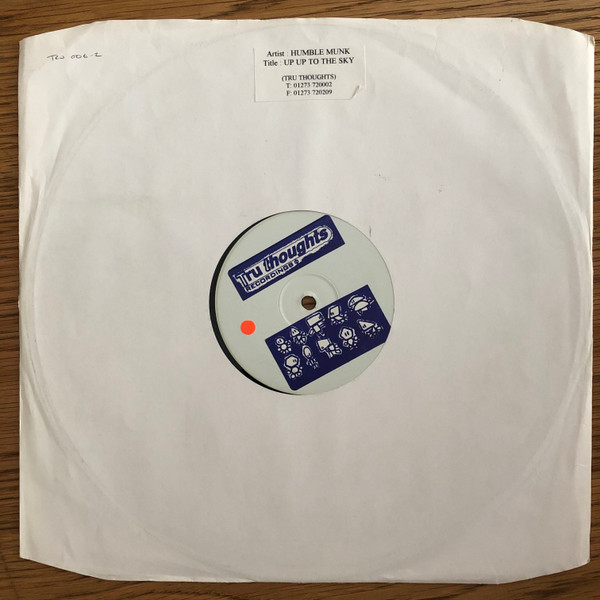 TRU 006-2
Artist : HUMBLE MUNK
Title : UP UP TO THE SKY
(TRU THOUGHTS)
T: 01273 720002
F: 01273 720209
Tru thoughts
RECORDINGS